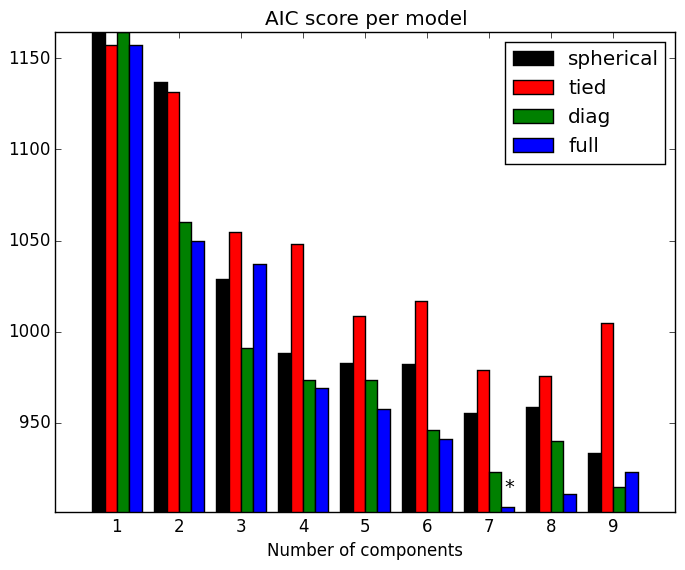 AIC score per model
spherical
tied
diag
full
1150
1100
1050
1000
950
*
1 2 3 4 5 6 7 8 9
Number of components